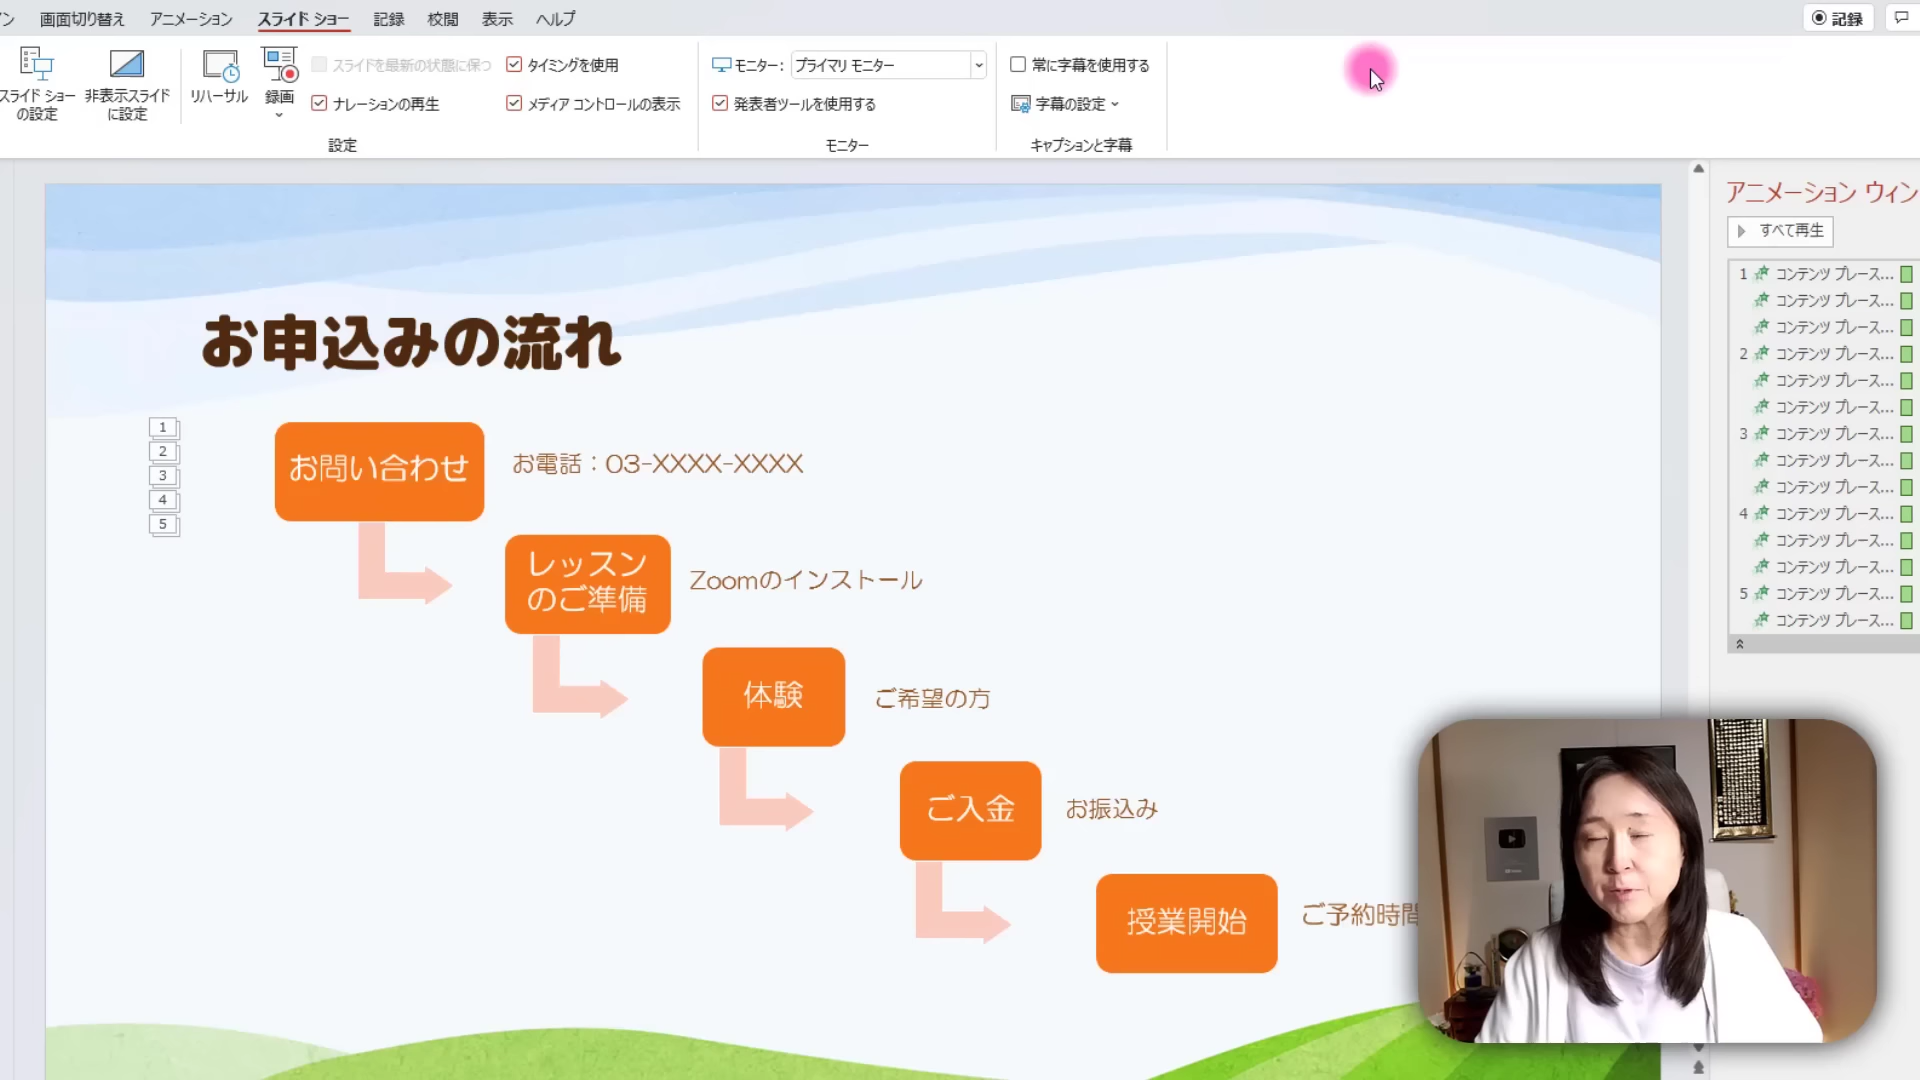 画面切り替え アニメーション スライド ショー 記録 校閲 表示 ヘルプ
記録
スライド ショー
の設定
非表示スライド
に設定
リハーサル
録画
スライドを最新の状態に保つ
ナレーションの再生
タイミングを使用
メディア コントロールの表示
設定
モニター: プライマリ モニター
発表者ツールを使用する
モニター
常に字幕を使用する
字幕の設定
キャプションと字幕
お申込みの流れ
1
2
3
4
5
お問い合わせ
お電話：03-XXXX-XXXX
レッスン
のご準備
Zoomのインストール
体験
ご希望の方
ご入金
お振込み
授業開始
ご予約時間
アニメーション ウィン
すべて再生
1 コンテンツ プレース...
コンテンツ プレース...
コンテンツ プレース...
2 コンテンツ プレース...
コンテンツ プレース...
コンテンツ プレース...
3 コンテンツ プレース...
コンテンツ プレース...
コンテンツ プレース...
4 コンテンツ プレース...
コンテンツ プレース...
コンテンツ プレース...
5 コンテンツ プレース...
コンテンツ プレース...